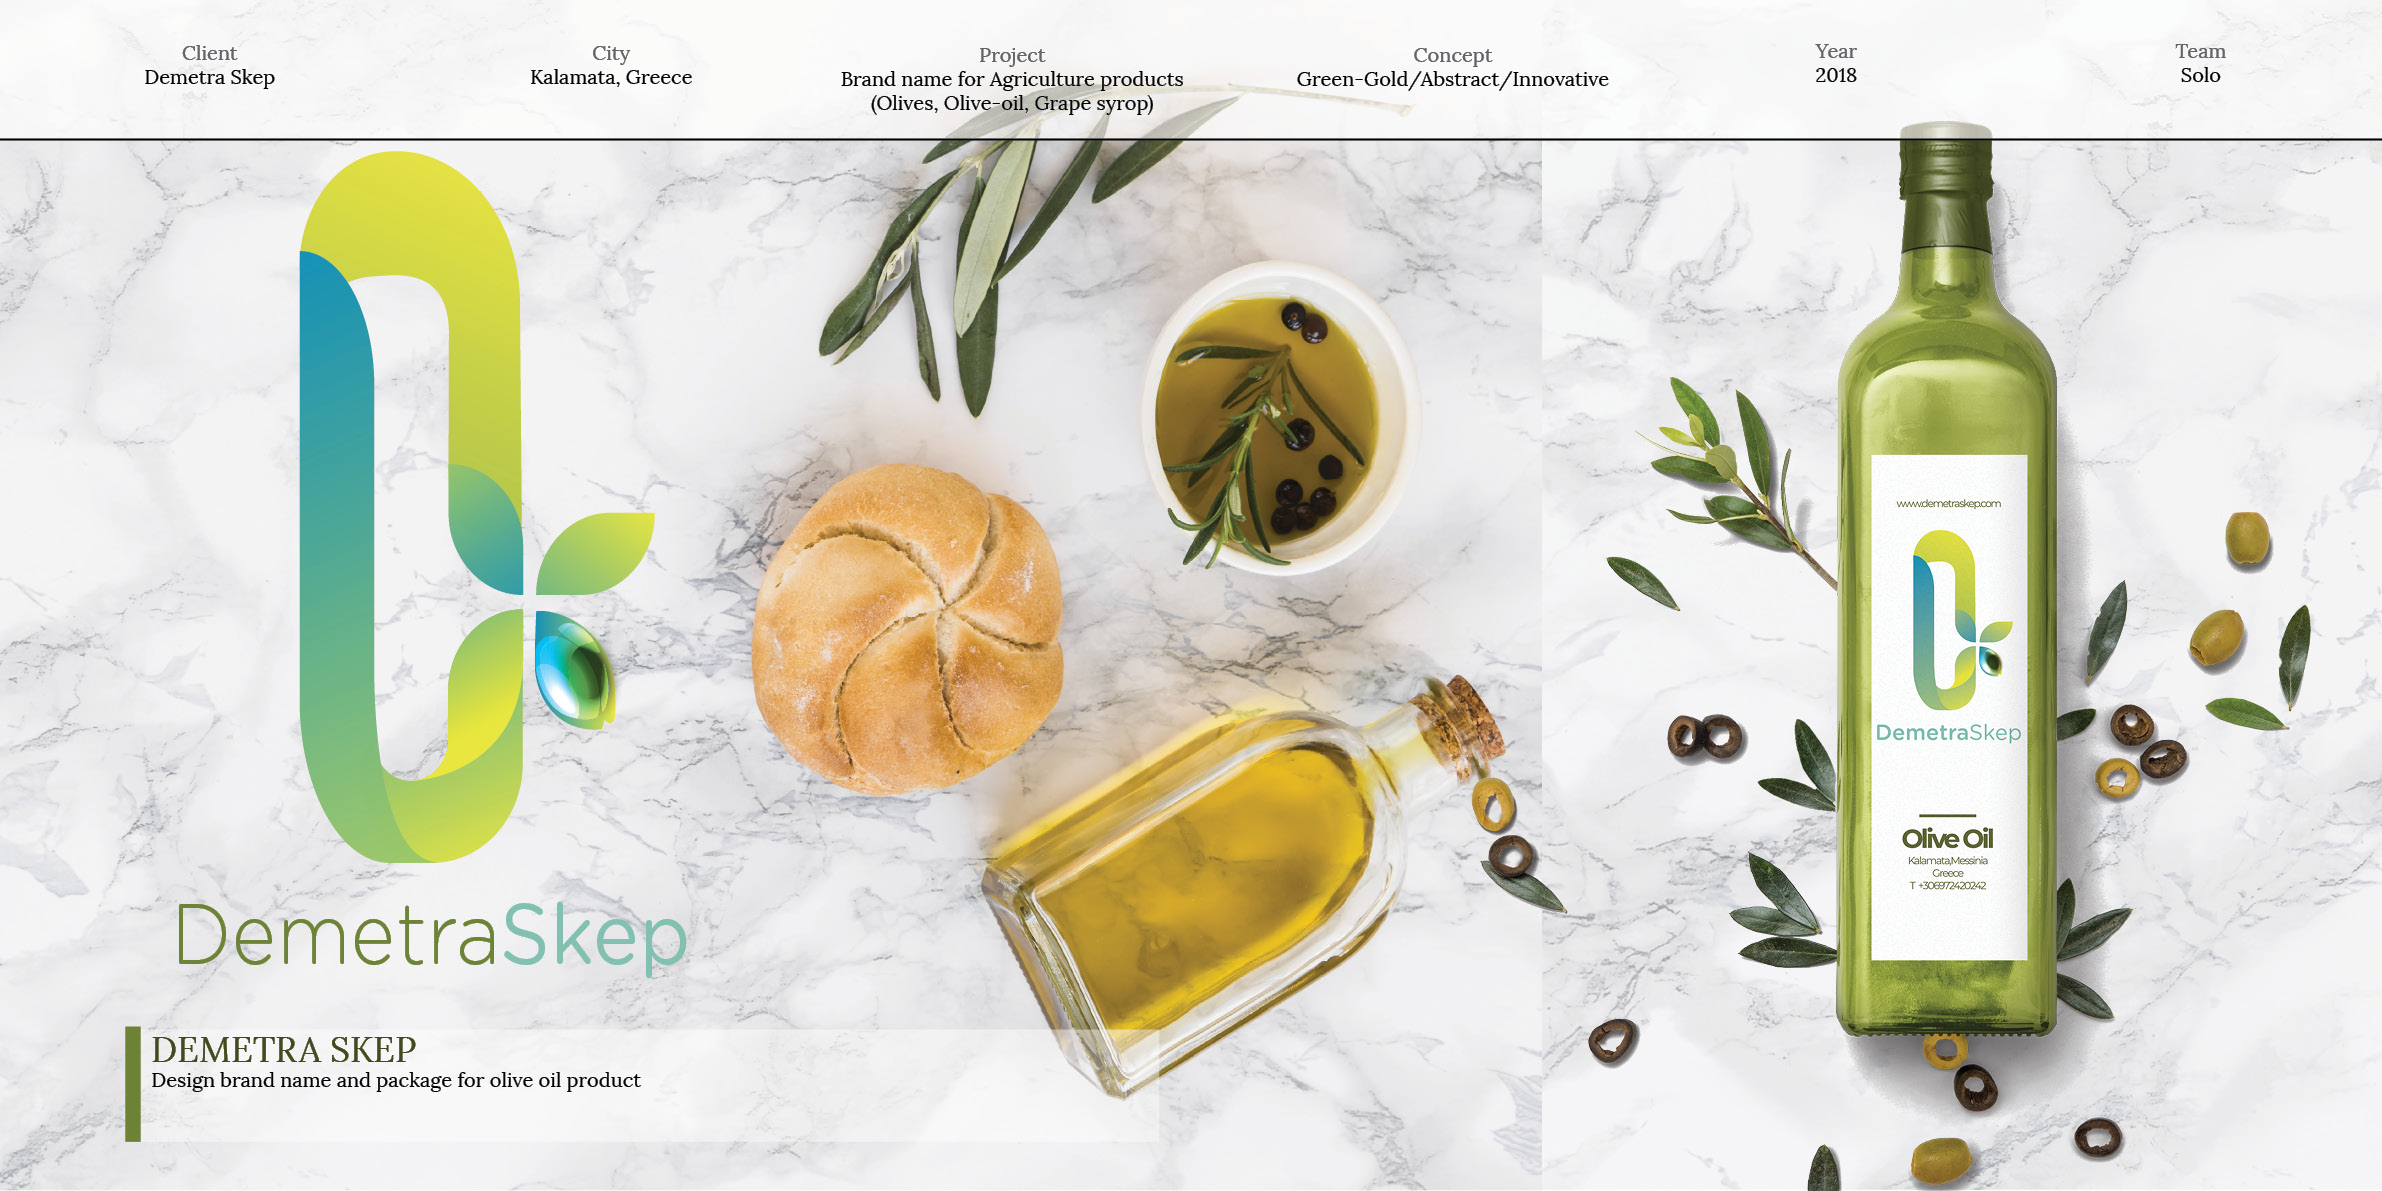 Client
Demetra Skep
City
Kalamata, Greece
Project
Brand name for Agriculture products
(Olives, Olive-oil, Grape syrop)
Concept
Green-Gold/Abstract/Innovative
Year
2018
Team
Solo
DemetraSkep
DEMETRA SKEP
Design brand name and package for olive oil product
www.demetraskep.com
DemetraSkep
Olive Oil
Kalamata,Messinia
Greece
T +306972420242